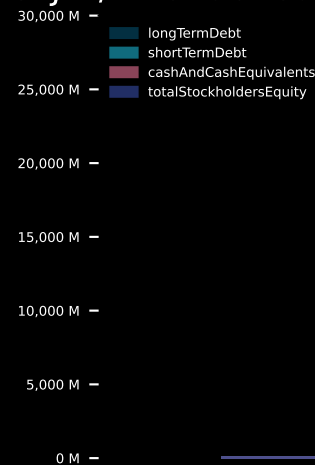 30,000 M
longTermDebt
shortTermDebt
cashAndCashEquivalents
totalStockholdersEquity
25,000 M
20,000 M
15,000 M
10,000 M
5,000 M
0 M